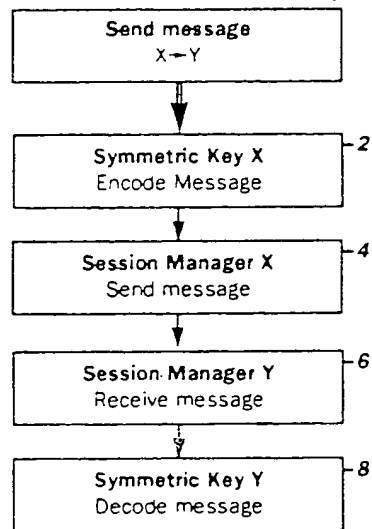 Send message
X→Y
Symmetric Key X
Encode Message
2
Session Manager X
Send message
4
Session Manager Y
Receive message
6
Symmetric Key Y
Decode message
8